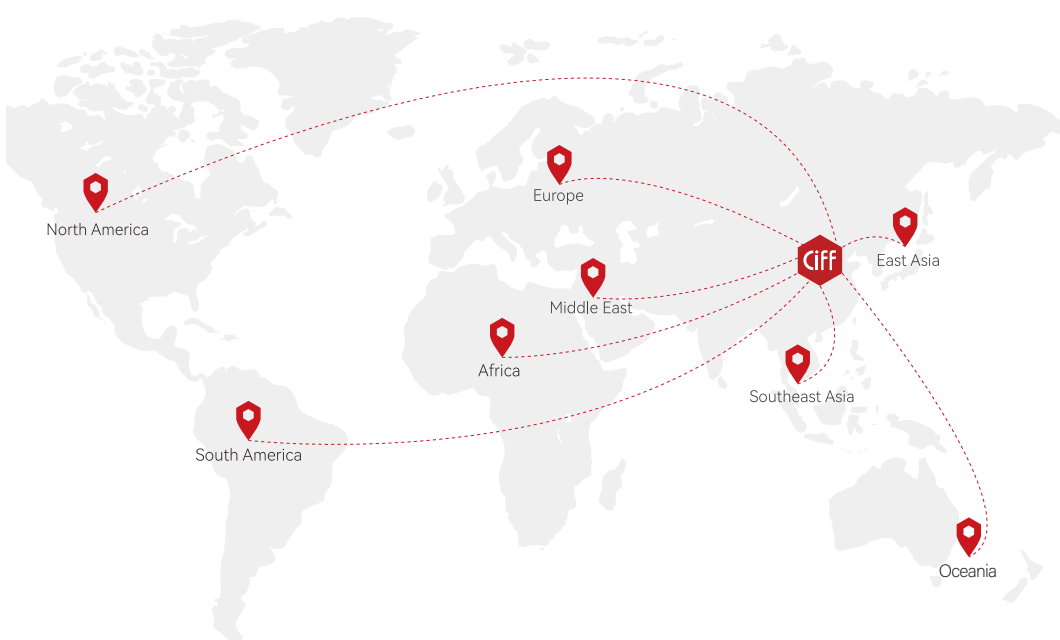 Europe
North America
Ciff
East Asia
Middle East
Africa
Southeast Asia
South America
Oceania